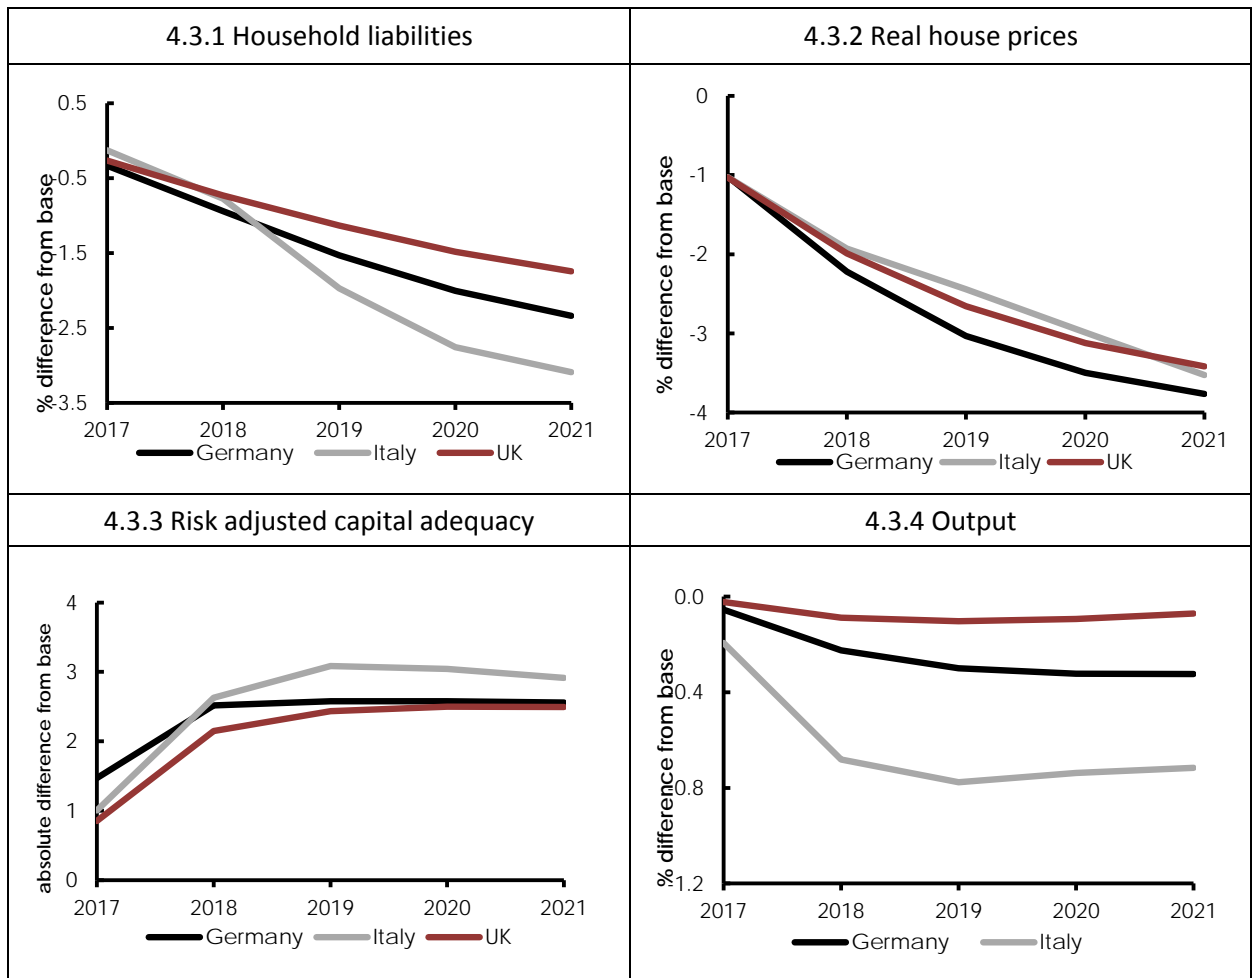 4.3.1 Household liabilities
0.5
-0.5
-1.5
-2.5
-3.5
% difference from base
2017 2018 2019 2020 2021
Germany Italy UK
4.3.2 Real house prices
0
-1
-2
-3
-4
% difference from base
2017 2018 2019 2020 2021
Germany Italy UK
4.3.3 Risk adjusted capital adequacy
4
3
2
1
0
absolute difference from base
2017 2018 2019 2020 2021
Germany Italy UK
4.3.4 Output
0.0
-0.4
-0.8
-1.2
% difference from base
2017 2018 2019 2020 2021
Germany Italy